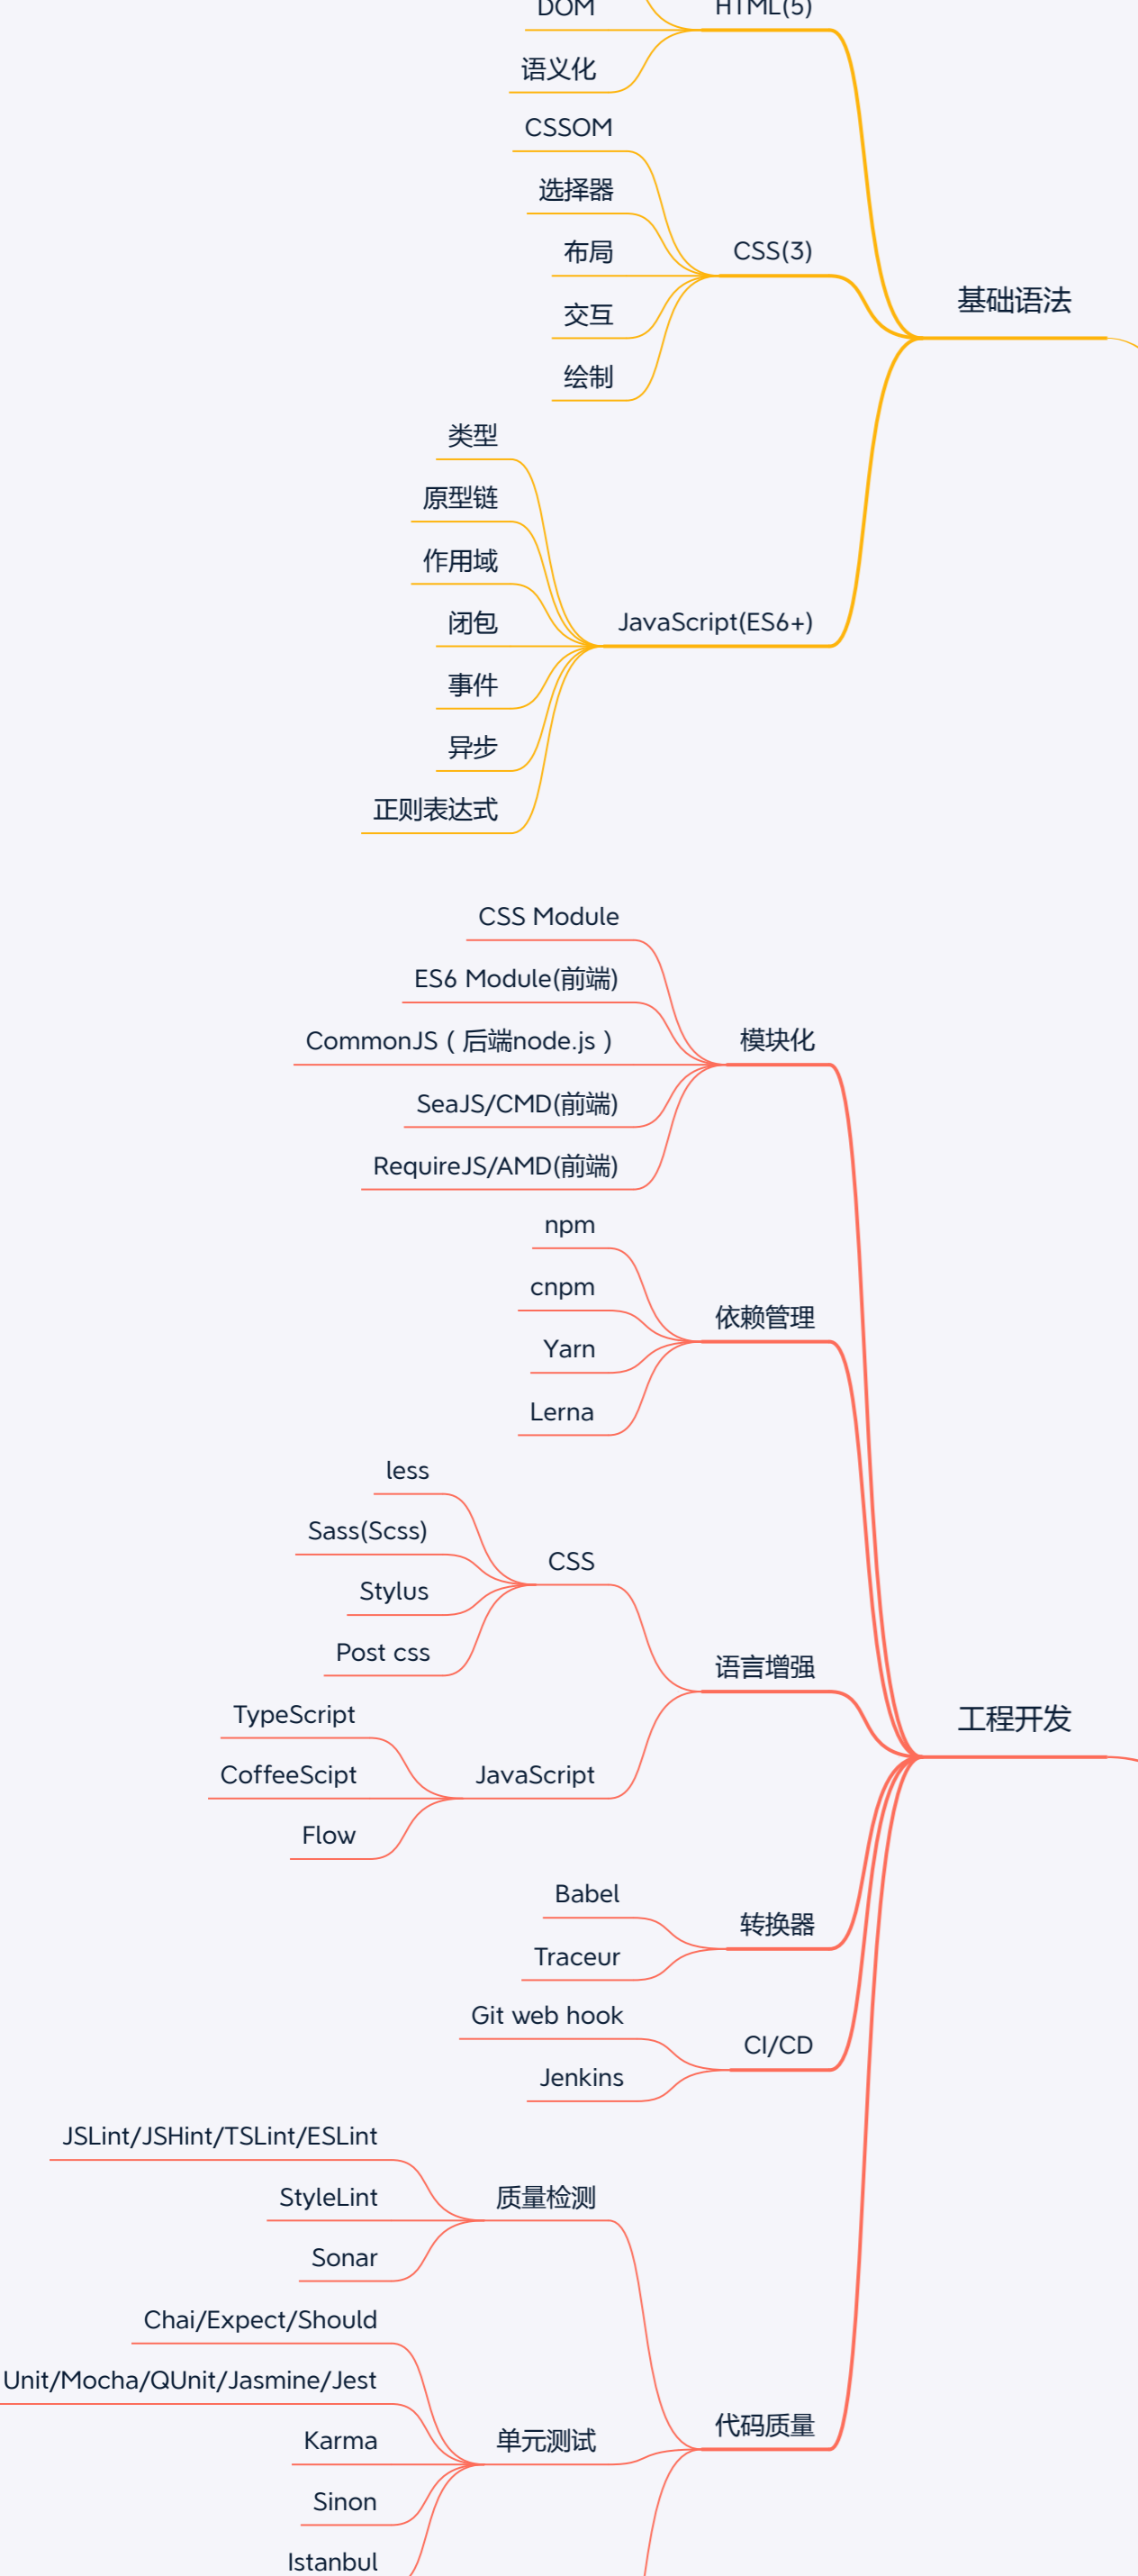 DOM
HTML(5)
语义化
CSSOM
选择器
布局
CSS(3)
交互
绘制
基础语法
类型
原型链
作用域
闭包
JavaScript(ES6+)
事件
异步
正则表达式
CSS Module
ES6 Module(前端)
CommonJS（后端node.js）
模块化
SeaJS/CMD(前端)
RequireJS/AMD(前端)
npm
cnpm
依赖管理
Yarn
Lerna
less
Sass(Scss)
CSS
Stylus
Post css
语言增强
TypeScript
CoffeeScipt
JavaScript
Flow
工程开发
Babel
转换器
Traceur
Git web hook
CI/CD
Jenkins
JSLint/JSHint/TSLint/ESLint
StyleLint
质量检测
Sonar
Chai/Expect/Should
Unit/Mocha/QUnit/Jasmine/Jest
Karma
单元测试
代码质量
Sinon
Istanbul